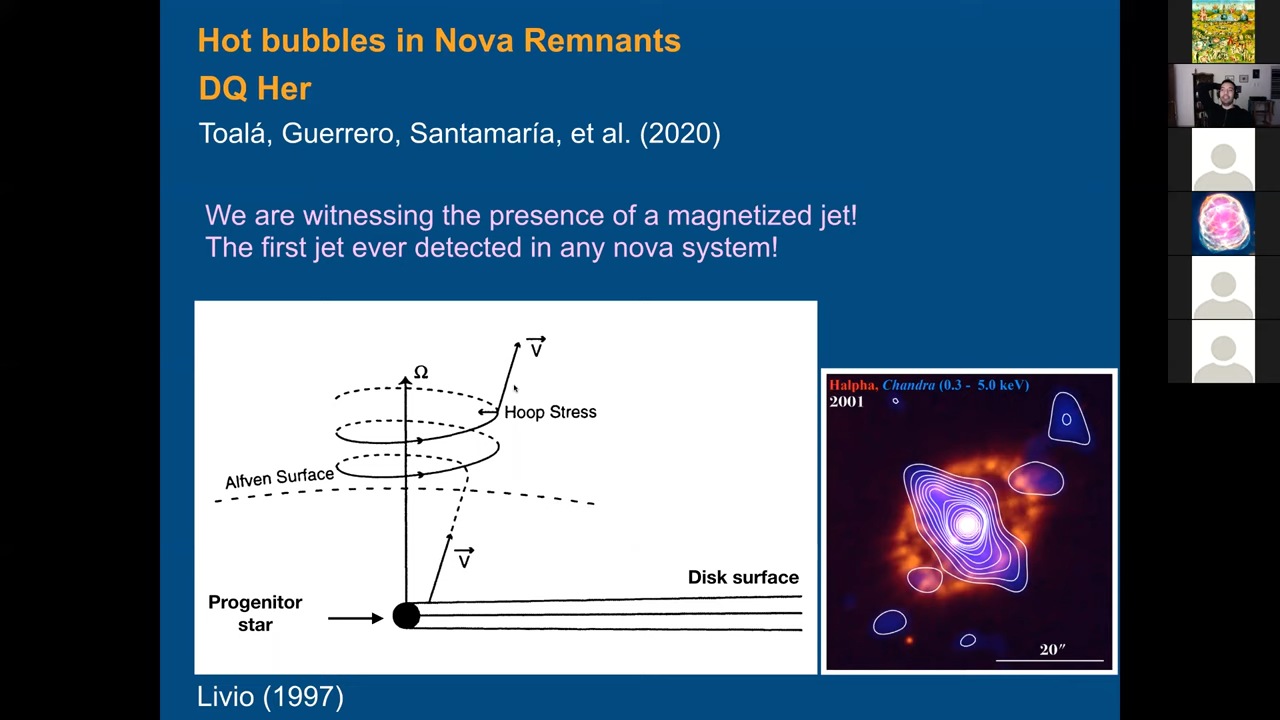 Hot bubbles in Nova Remnants
DQ Her
Toalá, Guerrero, Santamaría, et al. (2020)
We are witnessing the presence of a magnetized jet!
The first jet ever detected in any nova system!
Ω
V
Hoop Stress
Alfven Surface
V
Disk surface
Progenitor
star
Livio (1997)
Halpha, Chandra (0.3 - 5.0 keV)
2001
20″